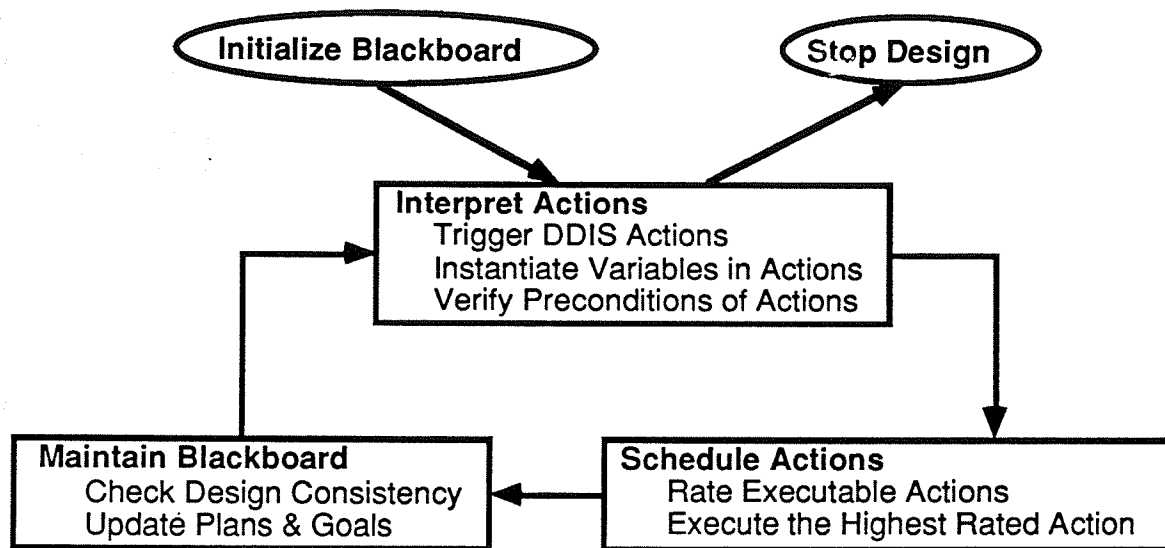 Initialize Blackboard
Stop Design
Interpret Actions
Trigger DDIS Actions
Instantiate Variables in Actions
Verify Preconditions of Actions
Maintain Blackboard
Check Design Consistency
Update Plans & Goals
Schedule Actions
Rate Executable Actions
Execute the Highest Rated Action